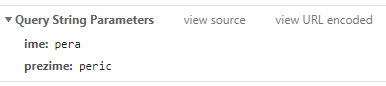 Query String Parameters view source view URL encoded
ime: pera
prezime: peric